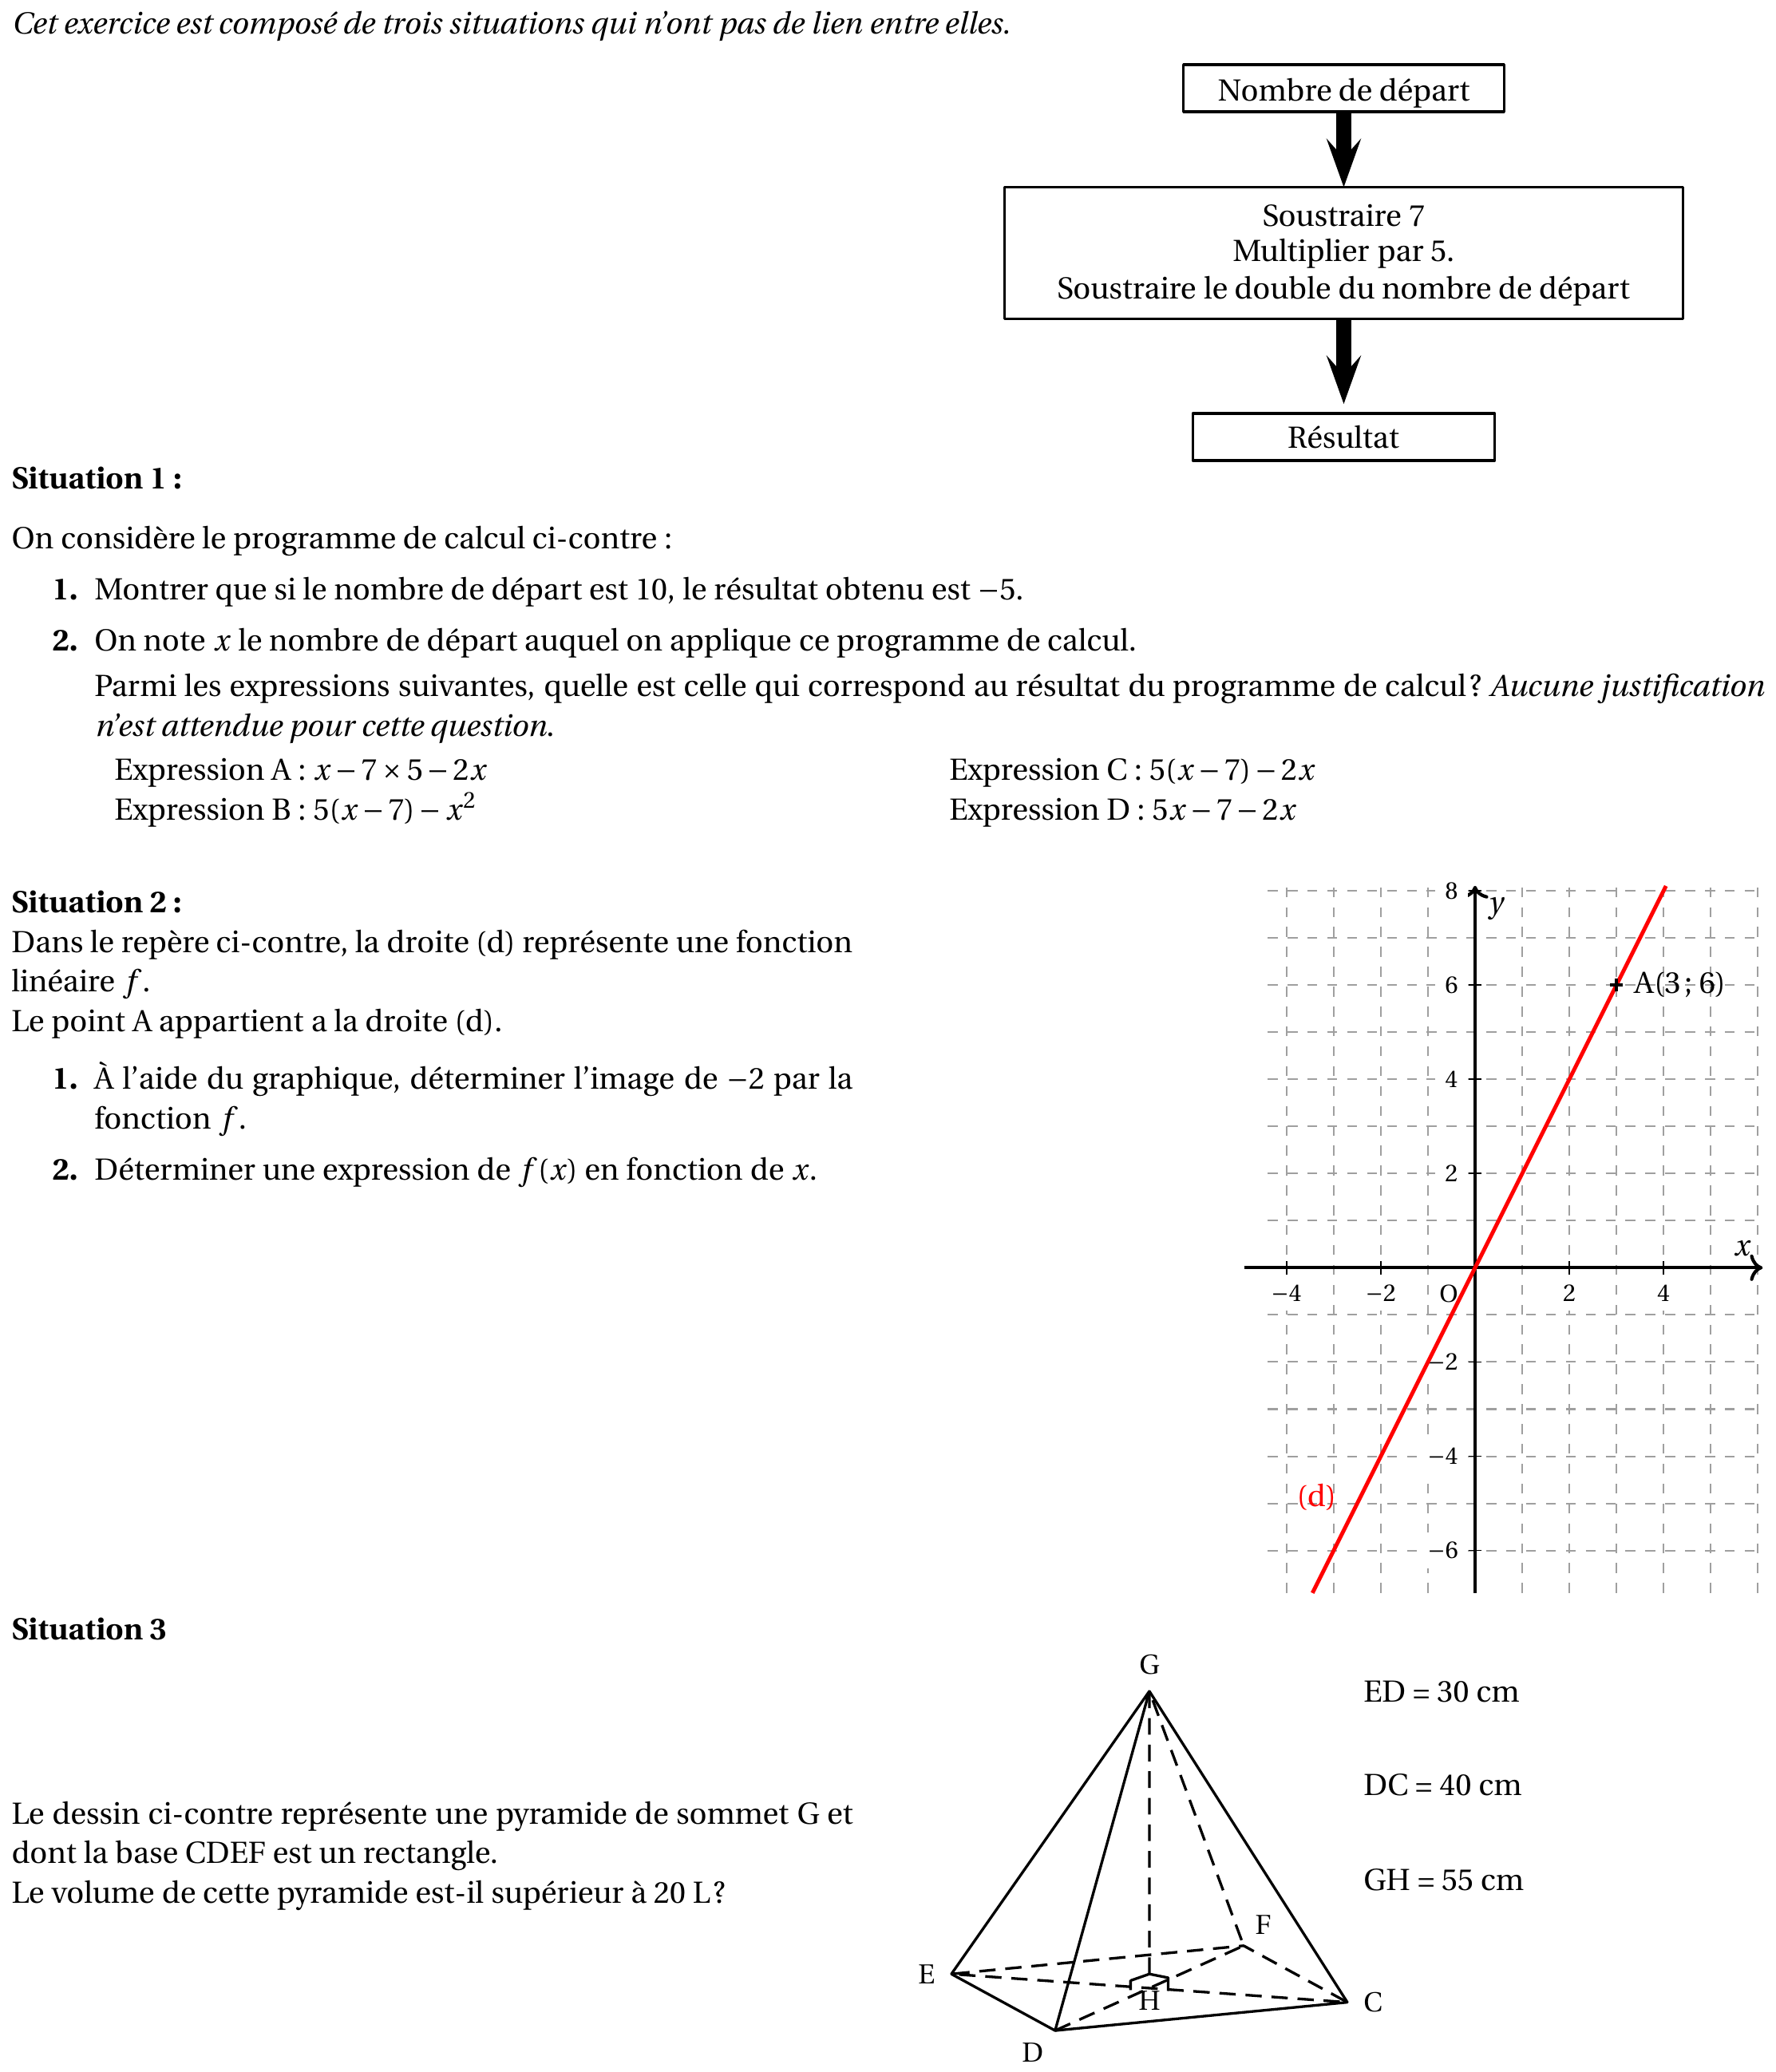 Cet exercice est composé de trois situations qui n'ont pas de lien entre elles.
Nombre de départ
Soustraire 7
Multiplier par 5.
Soustraire le double du nombre de départ
Résultat
Situation 1 :
On considère le programme de calcul ci-contre :
1. Montrer que si le nombre de départ est 10, le résultat obtenu est −5.
2. On note x le nombre de départ auquel on applique ce programme de calcul.
Parmi les expressions suivantes, quelle est celle qui correspond au résultat du programme de calcul ? Aucune justification
n'est attendue pour cette question.
Expression A : x − 7 × 5 − 2x
Expression C : 5(x − 7) − 2x
Expression B : 5(x − 7) − x²
Expression D : 5x − 7 − 2x
Situation 2 :
Dans le repère ci-contre, la droite (d) représente une fonction
linéaire f.
Le point A appartient a la droite (d).
1. À l'aide du graphique, déterminer l'image de −2 par la
fonction f.
2. Déterminer une expression de f(x) en fonction de x.
8
y
6
A(3 ; 6)
4
2
x
−4 −2 O 2 4
−2
−4
(d)
−6
Situation 3
G
ED = 30 cm
DC = 40 cm
Le dessin ci-contre représente une pyramide de sommet G et
dont la base CDEF est un rectangle.
Le volume de cette pyramide est-il supérieur à 20 L ?
GH = 55 cm
F
E
H
C
D